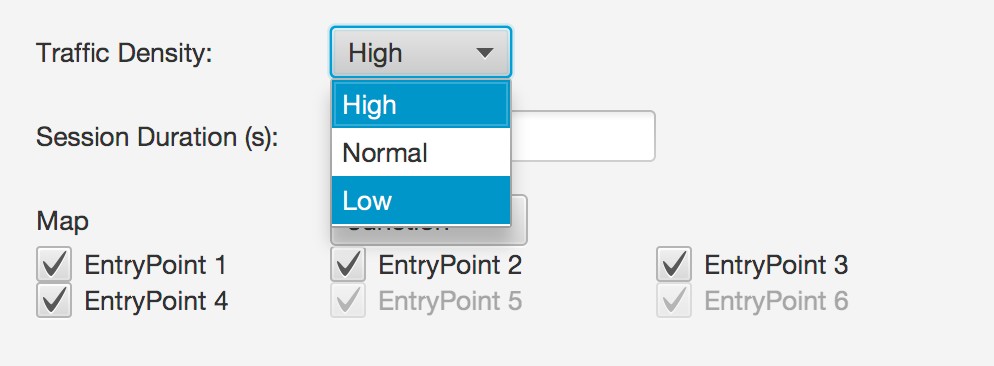 Traffic Density: High
High
Session Duration (s):
Normal
Low
Map
EntryPoint 1 EntryPoint 2 EntryPoint 3
EntryPoint 4 EntryPoint 5 EntryPoint 6